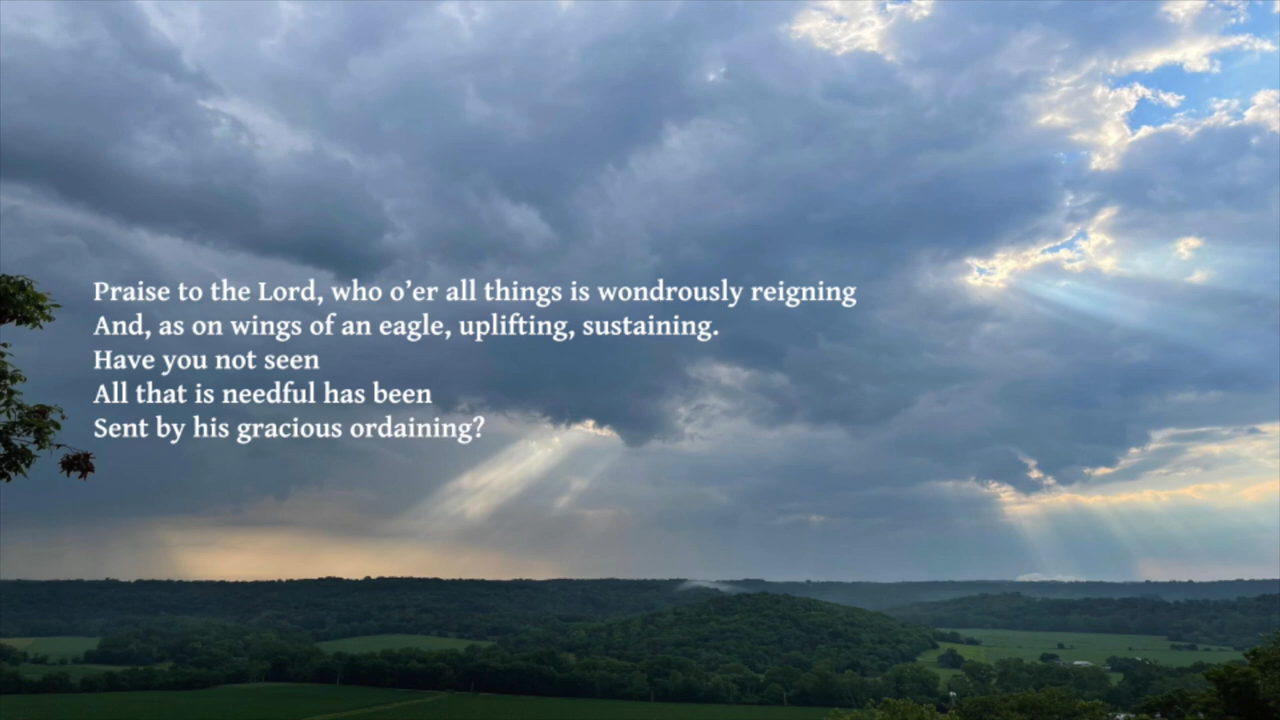 Praise to the Lord, who o’er all things is wondrously reigning
And, as on wings of an eagle, uplifting, sustaining.
Have you not seen
All that is needful has been
Sent by his gracious ordaining?